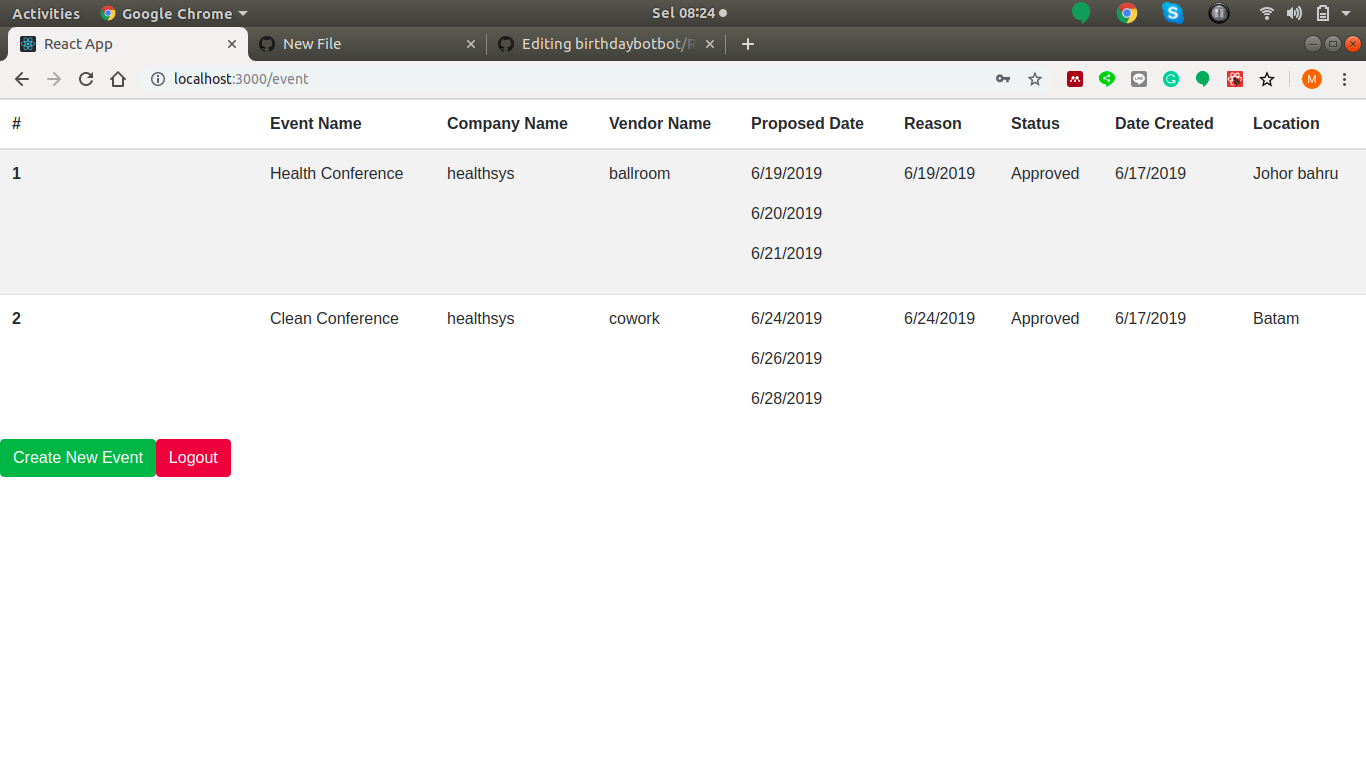 Activities Google Chrome Sel 08:24
React App New File Editing birthdaybotbot/R
localhost:3000/event M
# Event Name Company Name Vendor Name Proposed Date Reason Status Date Created Location
1 Health Conference healthsys ballroom 6/19/2019 6/19/2019 Approved 6/17/2019 Johor bahru
6/20/2019
6/21/2019
2 Clean Conference healthsys cowork 6/24/2019 6/24/2019 Approved 6/17/2019 Batam
6/26/2019
6/28/2019
Create New Event Logout